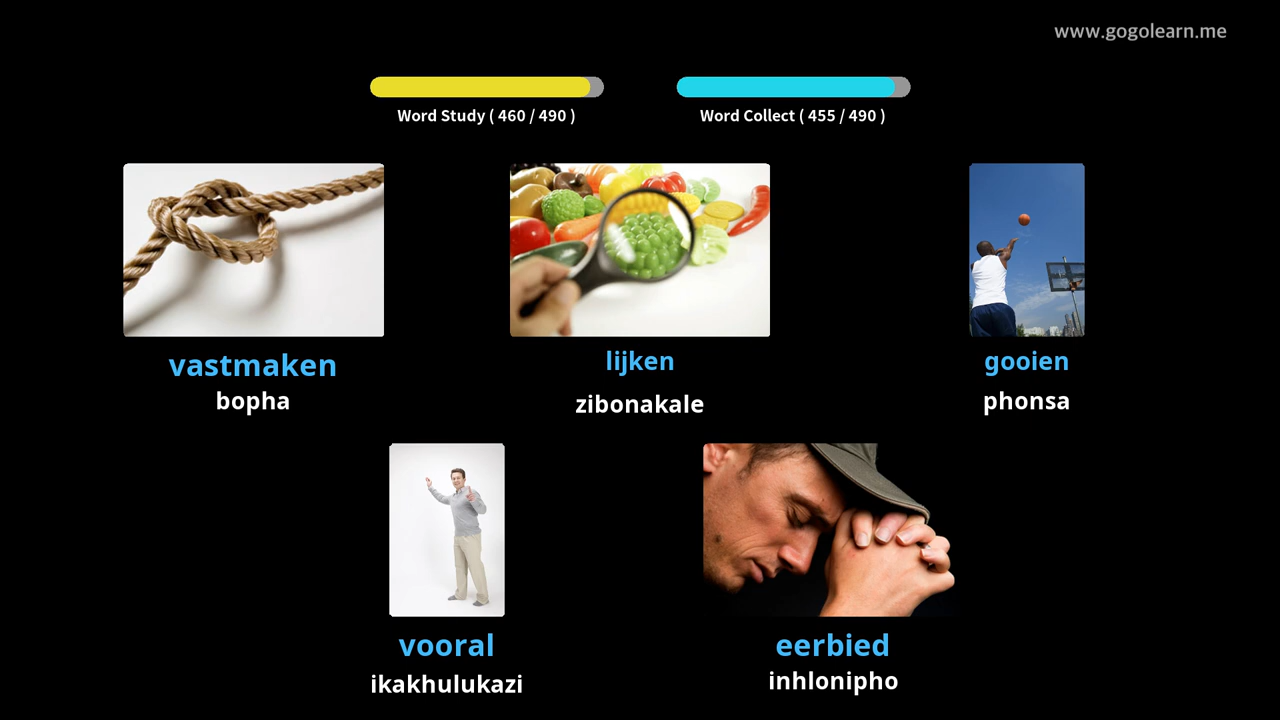 www.gogolearn.me
Word Study ( 460 / 490 )
Word Collect ( 455 / 490 )
vastmaken
bopha
lijken
zibonakale
gooien
phonsa
vooral
ikakhulukazi
eerbied
inhlonipho